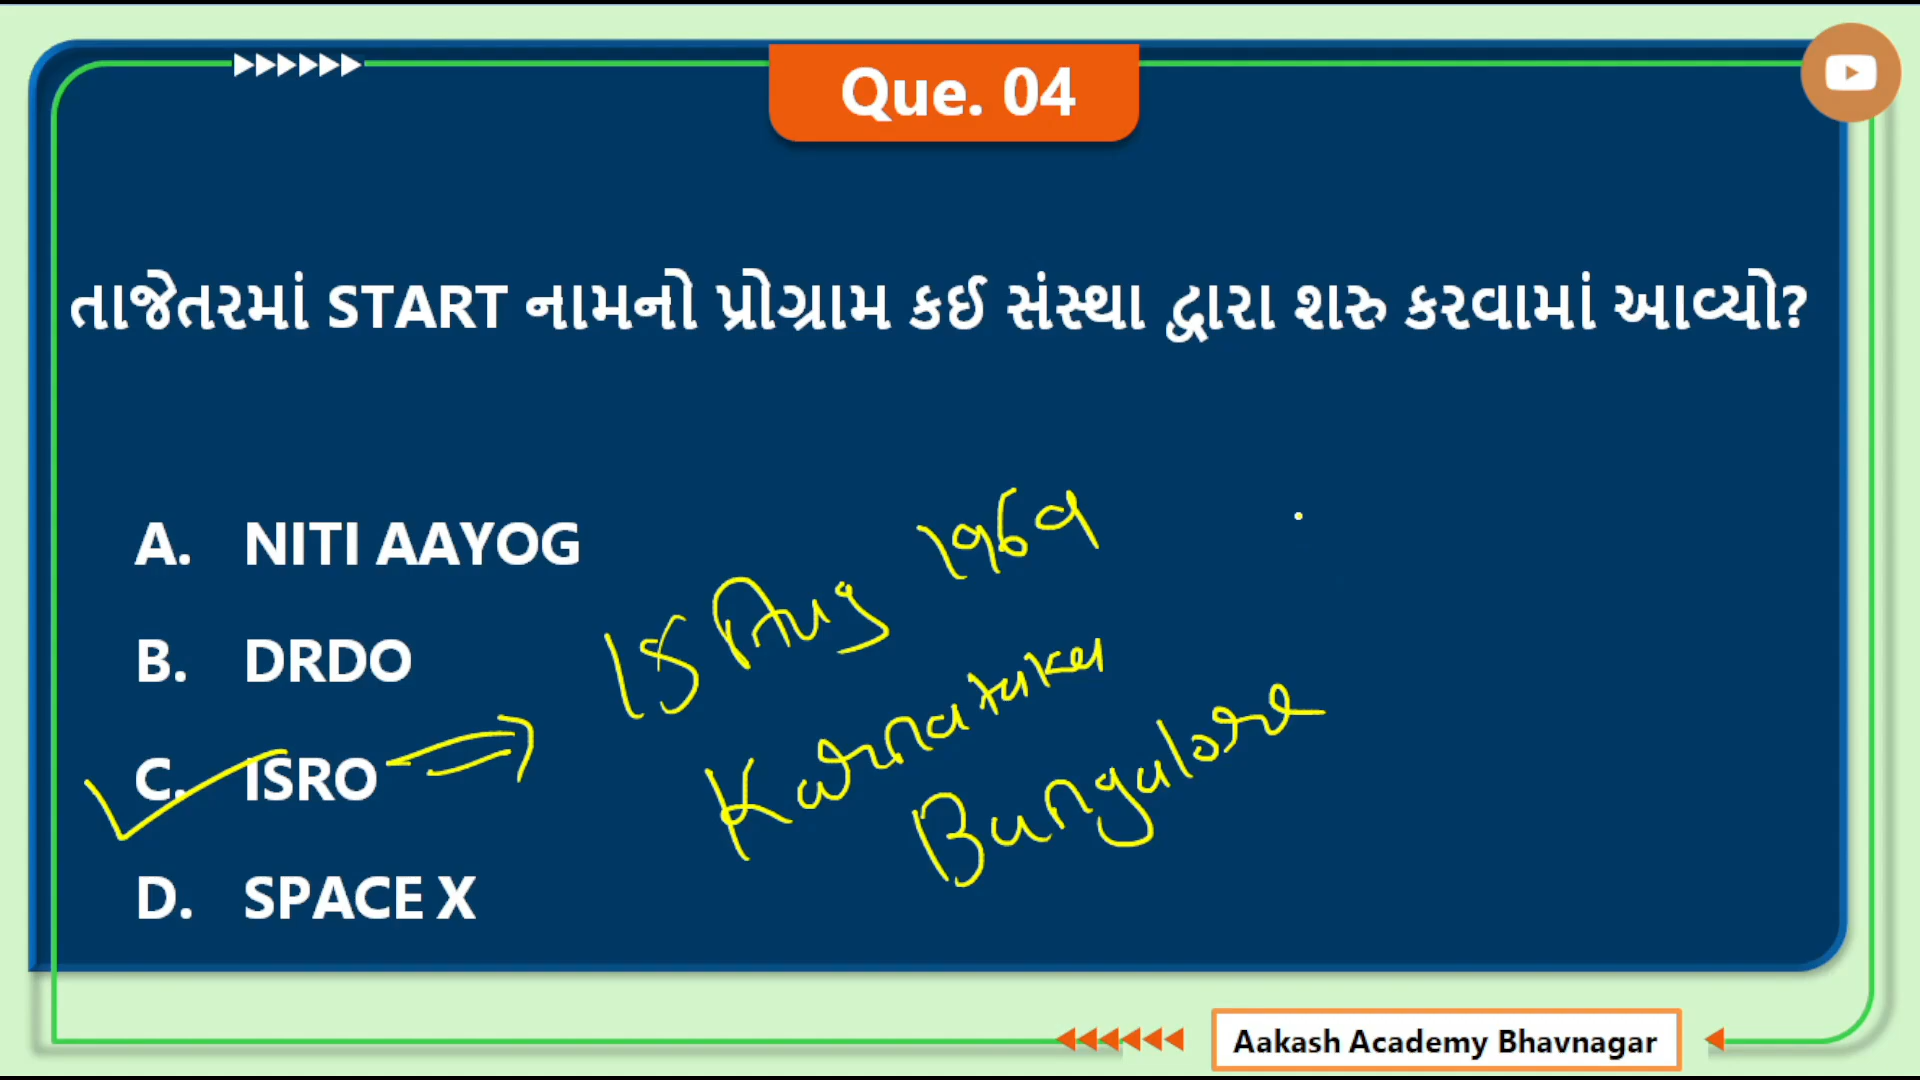 Que. 04
તાજેતરમાં START નામનો પ્રોગ્રામ કઈ સંસ્થા દ્વારા શરુ કરવામાં આવ્યો?
A. NITI AAYOG
B. DRDO
C. ISRO
D. SPACE X
15 Aug 1969
Karnataka
Bangalore
Aakash Academy Bhavnagar